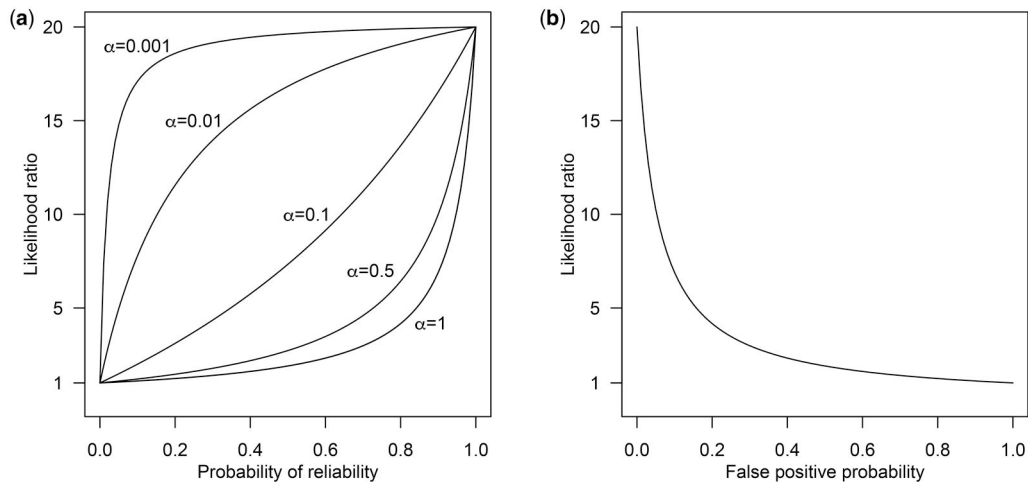 (a)
20
15
10
5
1
Likelihood ratio
α=0.001
α=0.01
α=0.1
α=0.5
α=1
0.0 0.2 0.4 0.6 0.8 1.0
Probability of reliability
(b)
20
15
10
5
1
Likelihood ratio
0.0 0.2 0.4 0.6 0.8 1.0
False positive probability